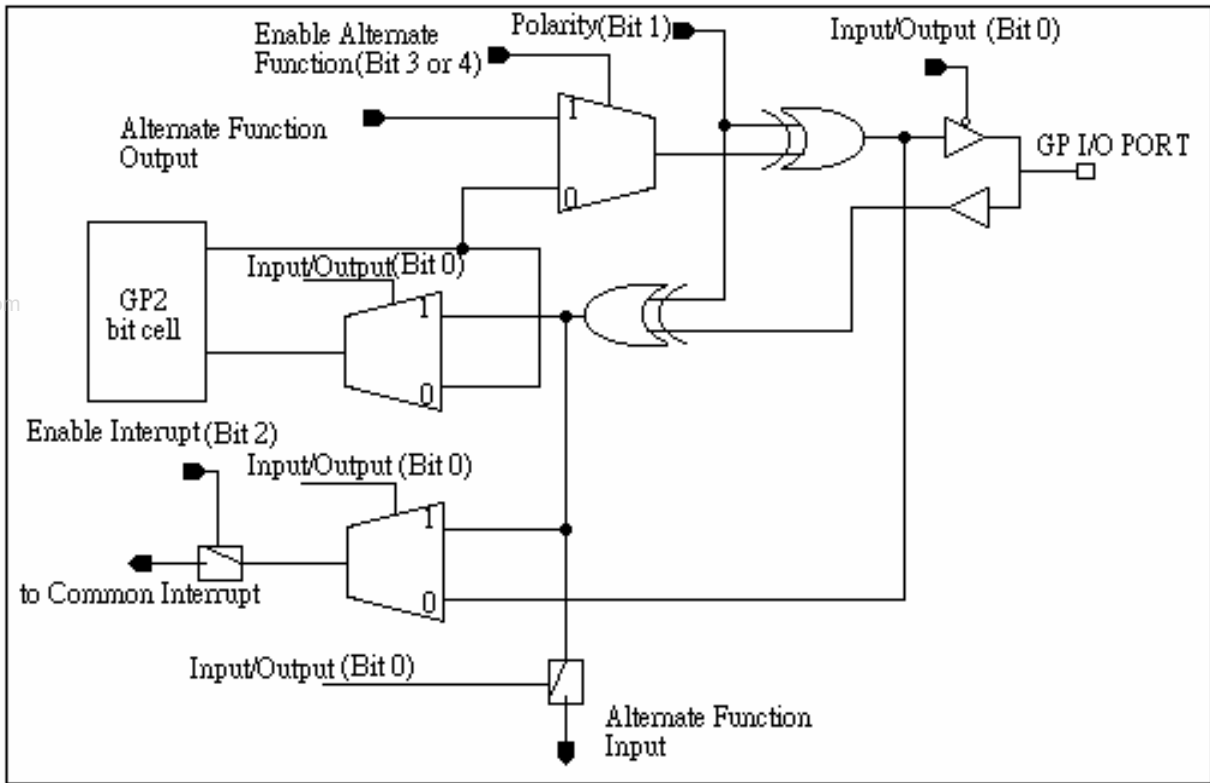 Polarity(Bit 1)
Input/Output (Bit 0)
Enable Alternate
Function(Bit 3 or 4)
1
Alternate Function
Output
GP I/O PORT
0
Input/Output(Bit 0)
GP2
bit cell
1
0
om
Enable Interupt(Bit 2)
Input/Output (Bit 0)
1
to Common Interrupt
0
Input/Output (Bit 0)
Alternate Function
Input